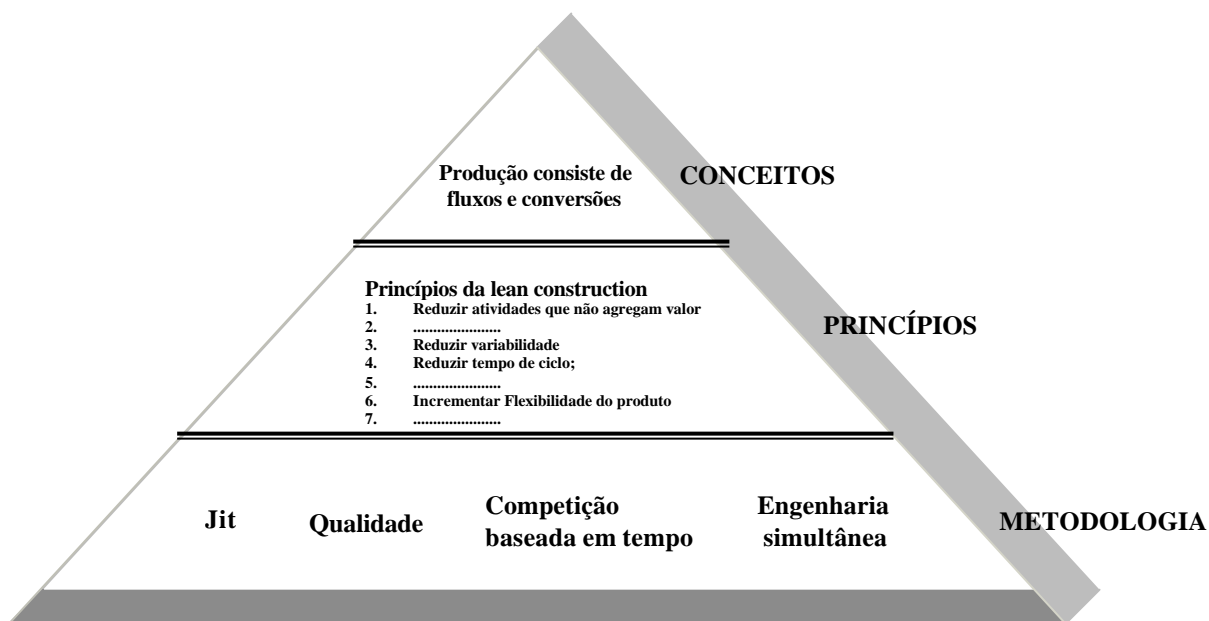 Produção consiste de
fluxos e conversões
CONCEITOS
Princípios da lean construction
1. Reduzir atividades que não agregam valor
2. ......................
3. Reduzir variabilidade
4. Reduzir tempo de ciclo;
5. ......................
6. Incrementar Flexibilidade do produto
7. ......................
PRINCÍPIOS
Jit
Qualidade
Competição
baseada em tempo
Engenharia
simultânea
METODOLOGIA